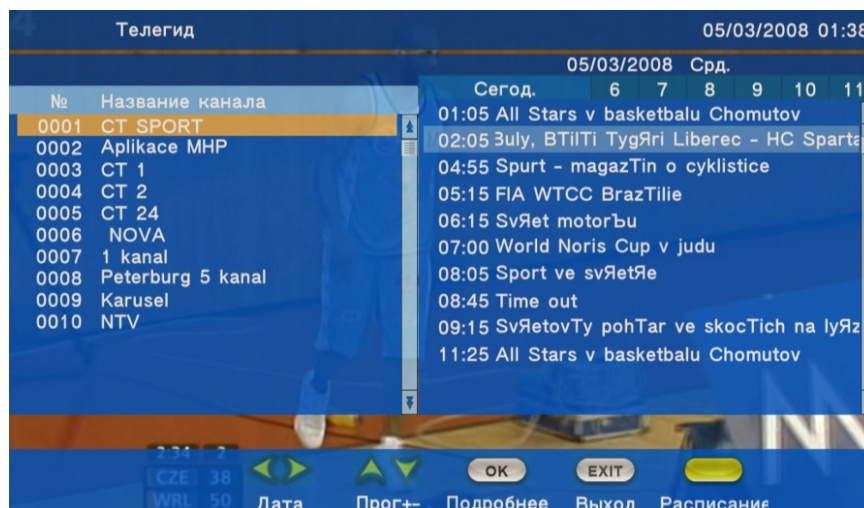 Телегид
05/03/2008 01:38
05/03/2008 Срд.
Сегод. 6 7 8 9 10 11
№ Название канала
0001 CT SPORT
0002 Aplikace MHP
0003 CT 1
0004 CT 2
0005 CT 24
0006 NOVA
0007 1 kanal
0008 Peterburg 5 kanal
0009 Karusel
0010 NTV
01:05 All Stars v basketbalu Chomutov
02:05 Buly, BTilTi TygЯri Liberec - HC Sparta
04:55 Spurt - magazTin o cyklistice
05:15 FIA WTCC BrazTilie
06:15 SvЯet motorЪu
07:00 World Noris Cup v judu
08:05 Sport ve svЯetЯe
08:45 Time out
09:15 SvЯetovTy pohTar ve skocTich na lyЯz
11:25 All Stars v basketbalu Chomutov
2:34 2
CZE 38
WRL 50
OK EXIT
Дата Прог+- Подробнее Выход Расписание